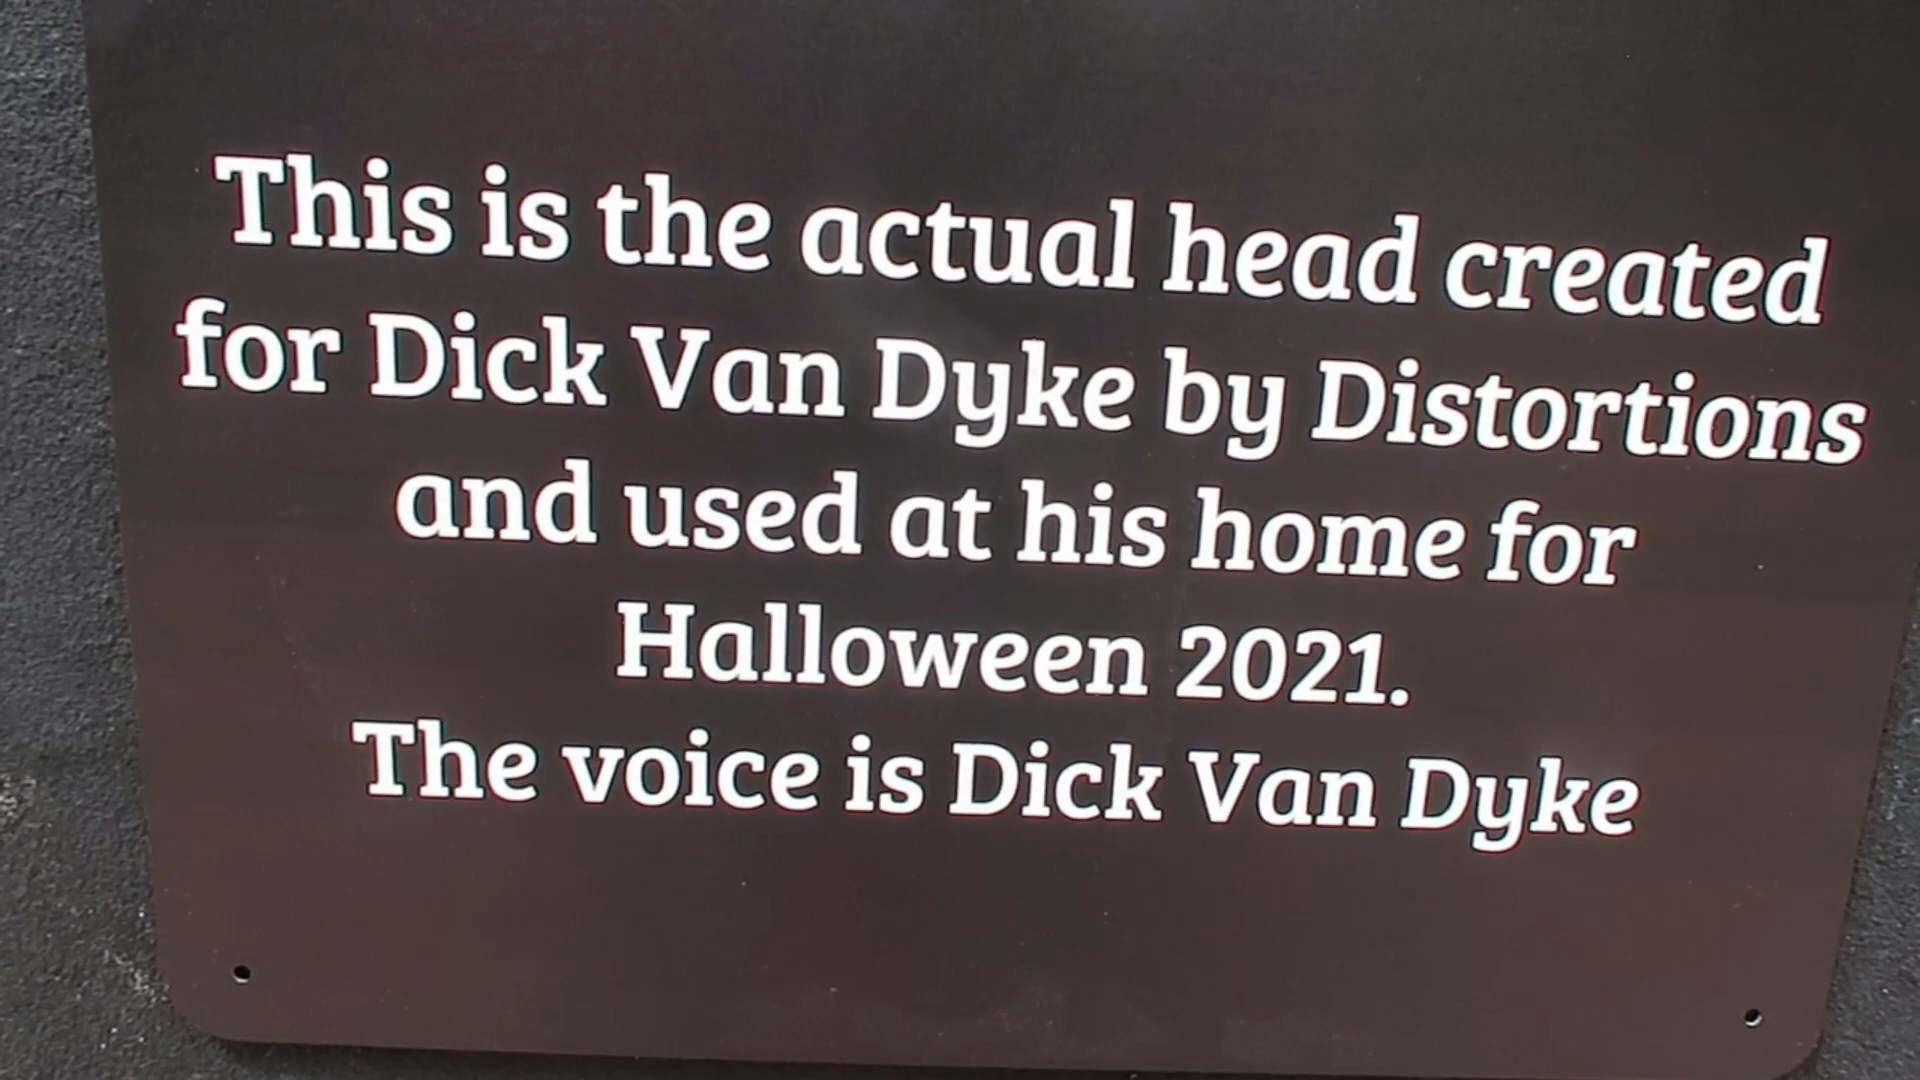 This is the actual head created
for Dick Van Dyke by Distortions
and used at his home for
Halloween 2021.
The voice is Dick Van Dyke